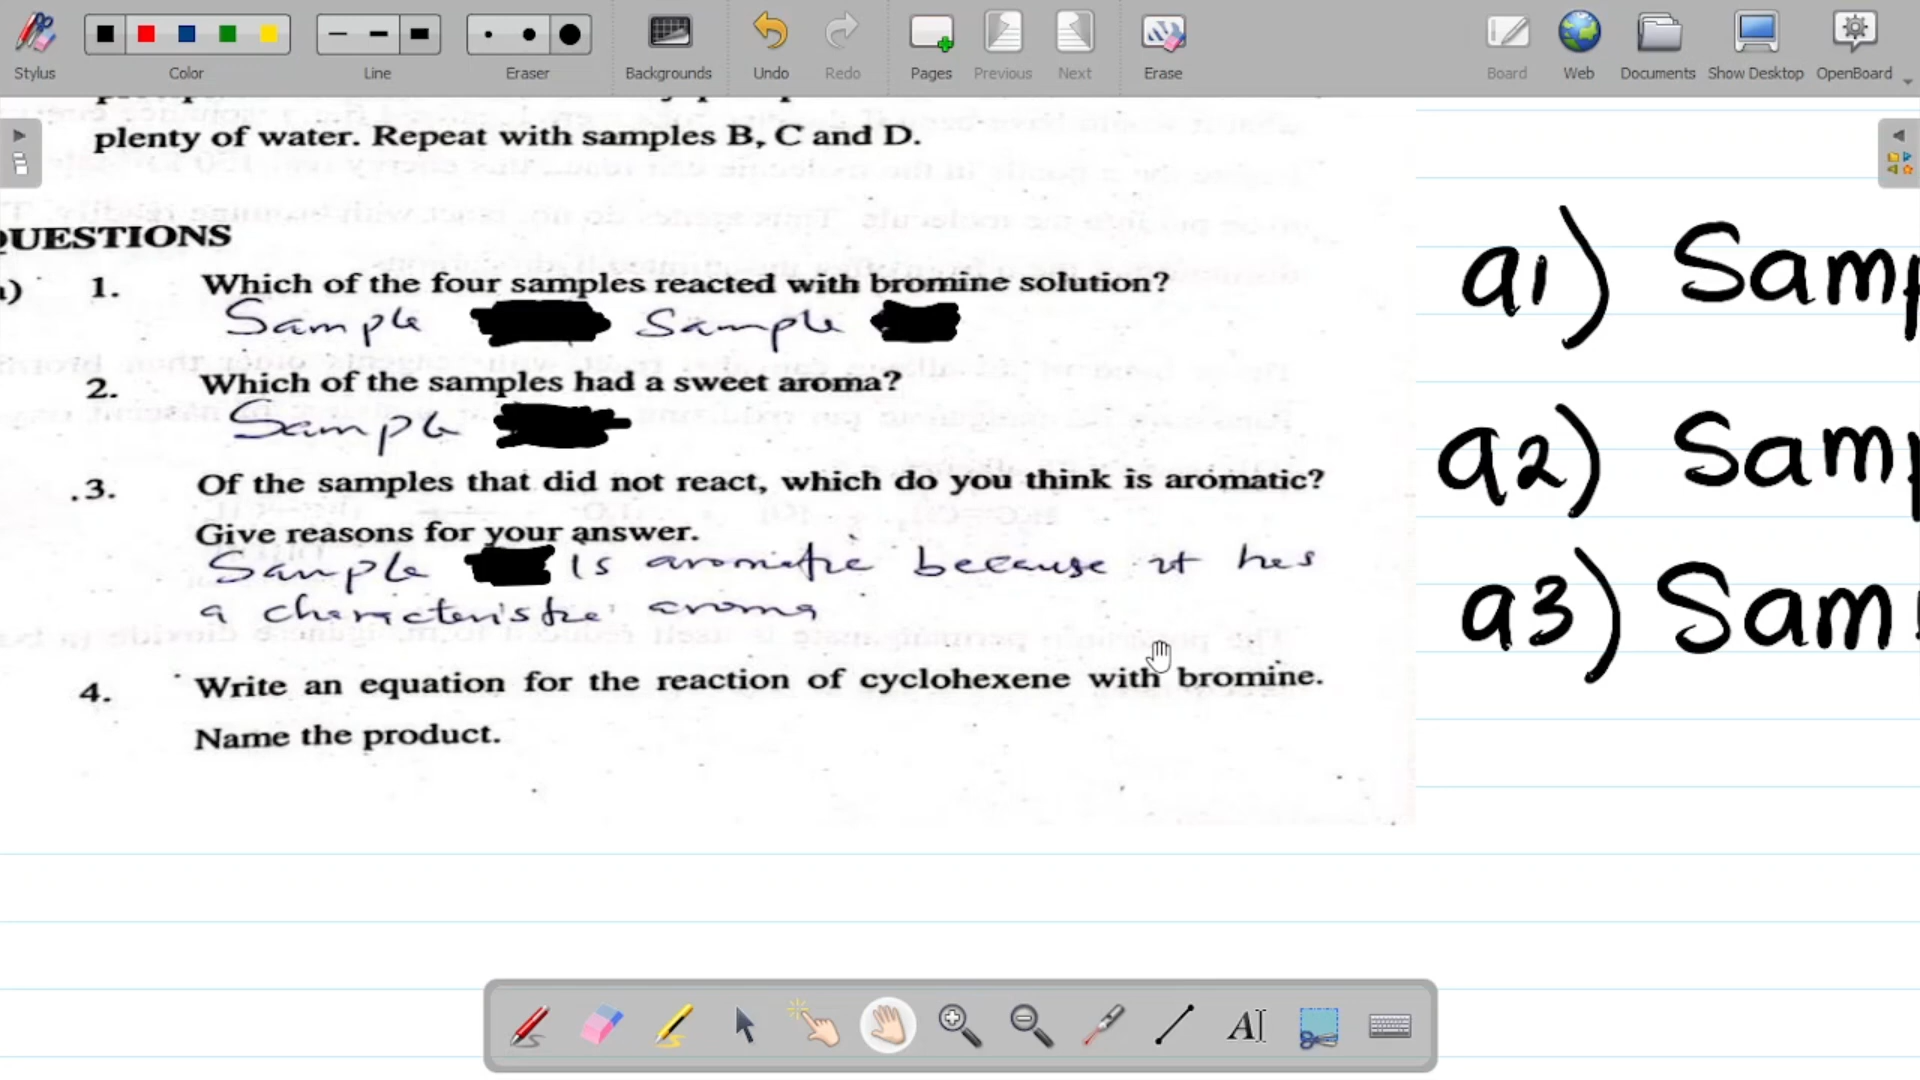 Stylus Color Line Eraser Backgrounds Undo Redo Pages Previous Next Erase Board Web Documents Show Desktop OpenBoard
plenty of water. Repeat with samples B, C and D.
QUESTIONS
1. Which of the four samples reacted with bromine solution?
Sample Sample
2. Which of the samples had a sweet aroma?
Sample
.3. Of the samples that did not react, which do you think is aromatic?
Give reasons for your answer.
Sample is aromatic because it has
a characteristic aroma
4. Write an equation for the reaction of cyclohexene with bromine.
Name the product.
a1) Samp
a2) Sam
a3) Sam
AI